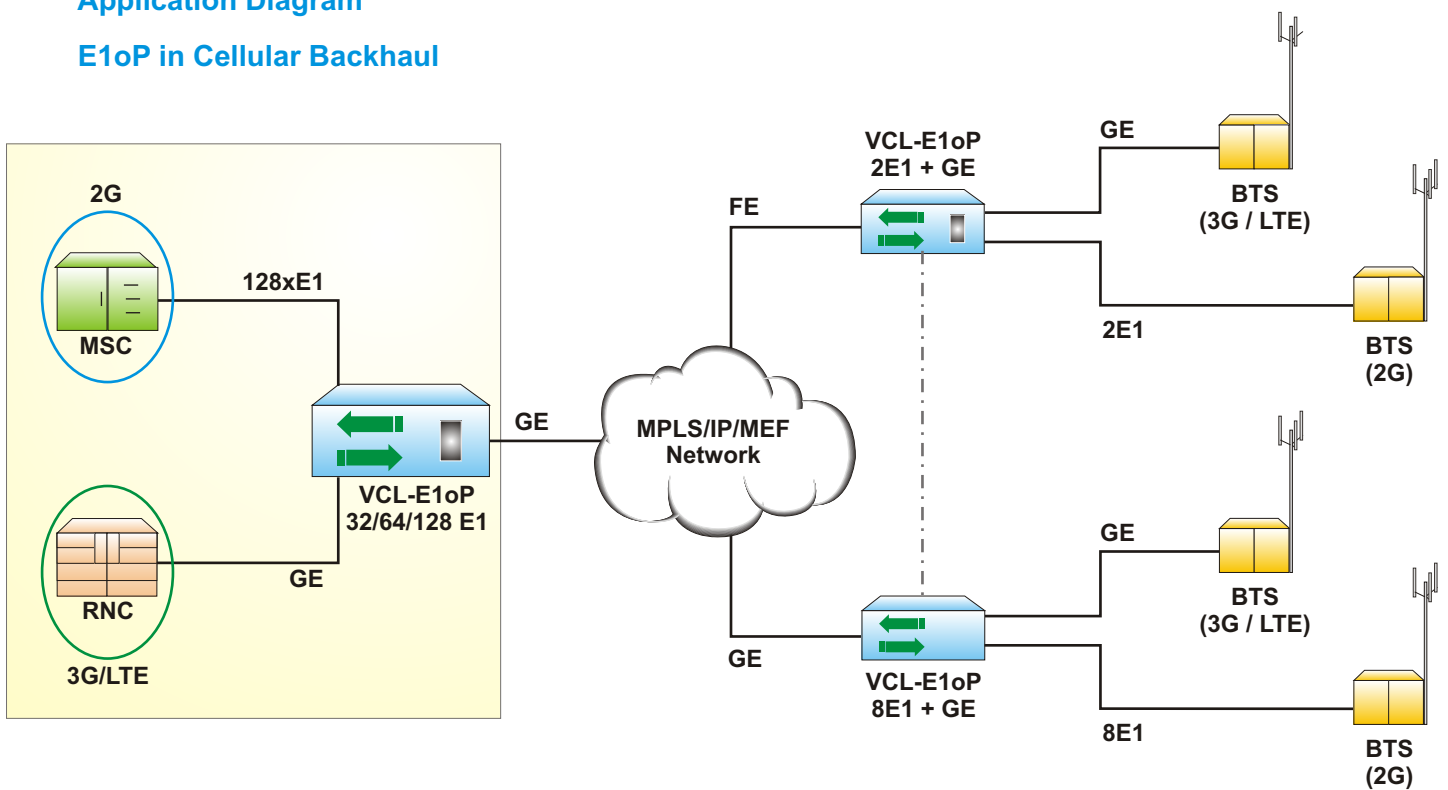 Application Diagram
E1oP in Cellular Backhaul
2G
MSC
128xE1
VCL-E1oP
32/64/128 E1
RNC
GE
3G/LTE
GE
MPLS/IP/MEF
Network
FE
VCL-E1oP
2E1 + GE
GE
BTS
(3G / LTE)
2E1
BTS
(2G)
GE
VCL-E1oP
8E1 + GE
GE
BTS
(3G / LTE)
8E1
BTS
(2G)